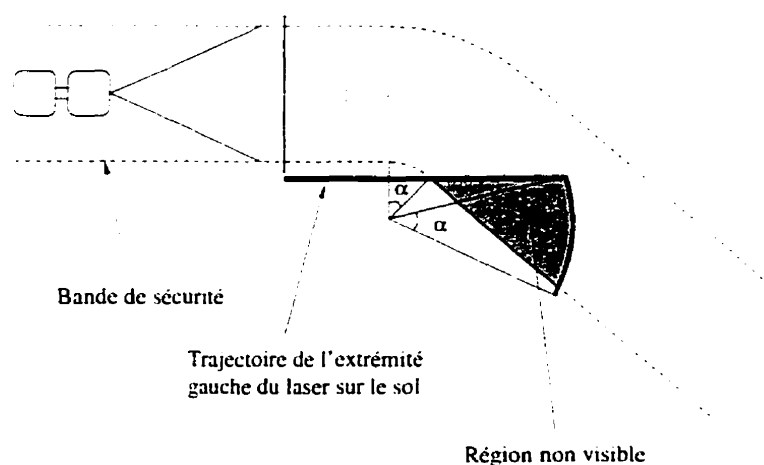 α
α
Bande de sécurité
Trajectoire de l'extrémité
gauche du laser sur le sol
Région non visible